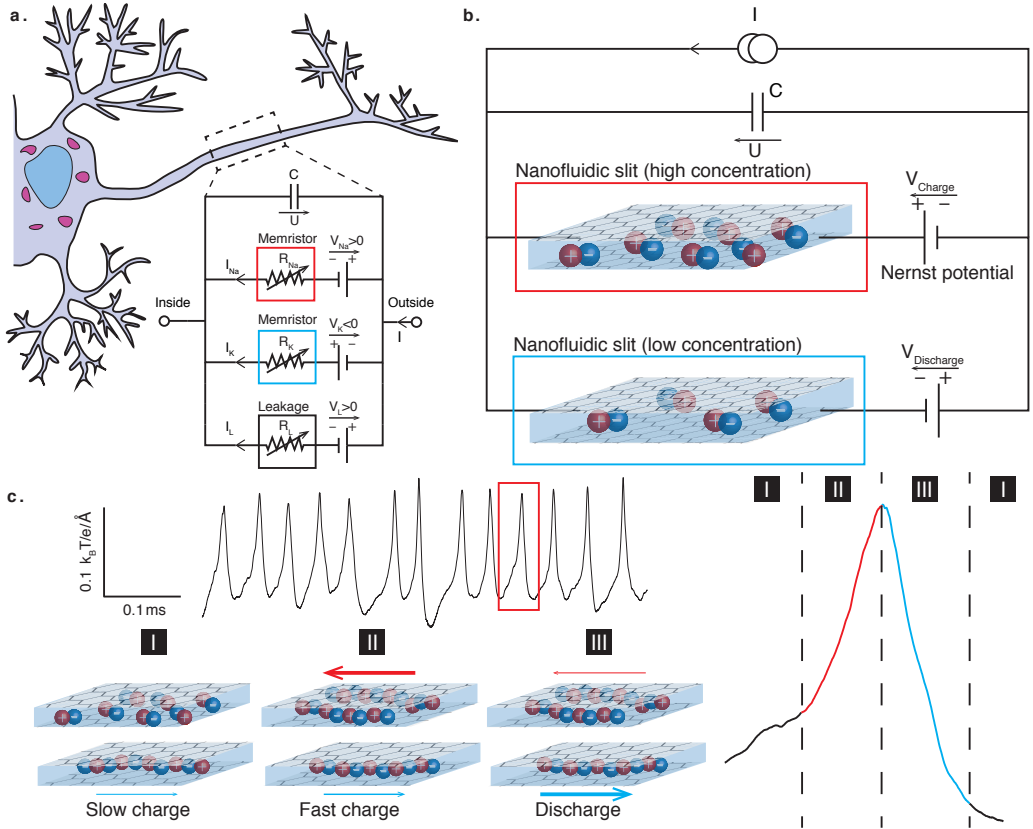 a.
C
U
Memristor
V_Na>0
R_Na
− +
I_Na
Inside
Outside
I
Memristor
V_K<0
R_K
+ −
I_K
Leakage
V_L>0
R_L
− +
I_L
b.
I
C
U
Nanofluidic slit (high concentration)
V_Charge
+ −
+ − + − + − + − + −
Nernst potential
Nanofluidic slit (low concentration)
V_Discharge
− +
+ − + − + −
c.
0.1 k_BT/e/Å
0.1 ms
I II III I
I II III
Slow charge Fast charge Discharge